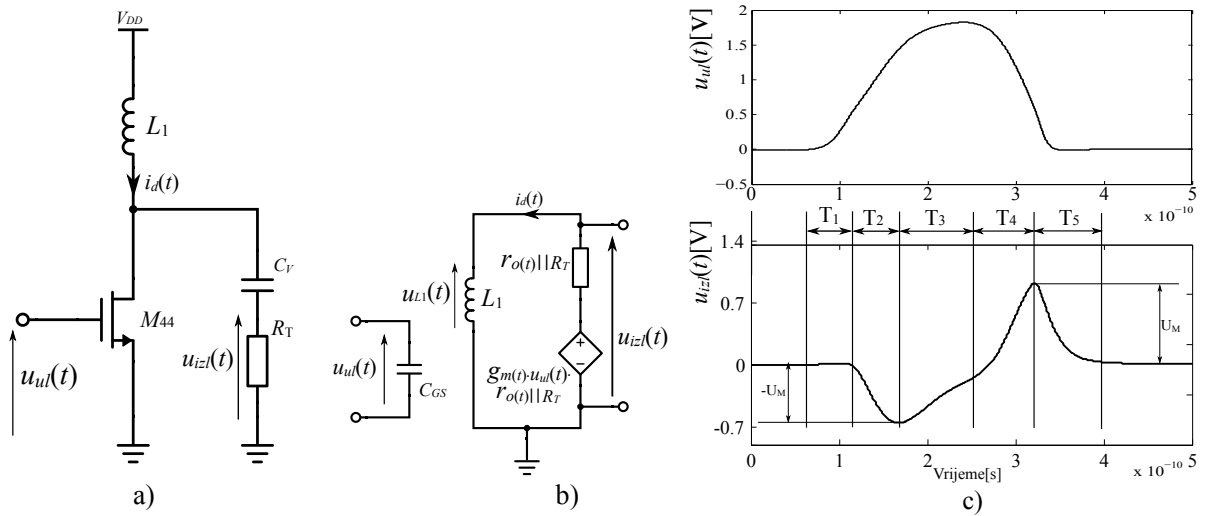 V_DD
L_1
i_d(t)
C_V
M_44
R_T
u_izl(t)
u_ul(t)
a)
i_d(t)
r_o(t)||R_T
u_L1(t)
L_1
u_izl(t)
u_ul(t)
C_GS
+
−
g_m(t)·u_ul(t)·
r_o(t)||R_T
b)
u_ul(t)[V]
2
1.5
1
0.5
0
−0.5
0 1 2 3 4 5
x 10^-10
T_1 T_2 T_3 T_4 T_5
u_izl(t)[V]
1.4
0.7
0
-0.7
U_M
-U_M
0 1 2 3 4 5
Vrijeme[s]
x 10^-10
c)